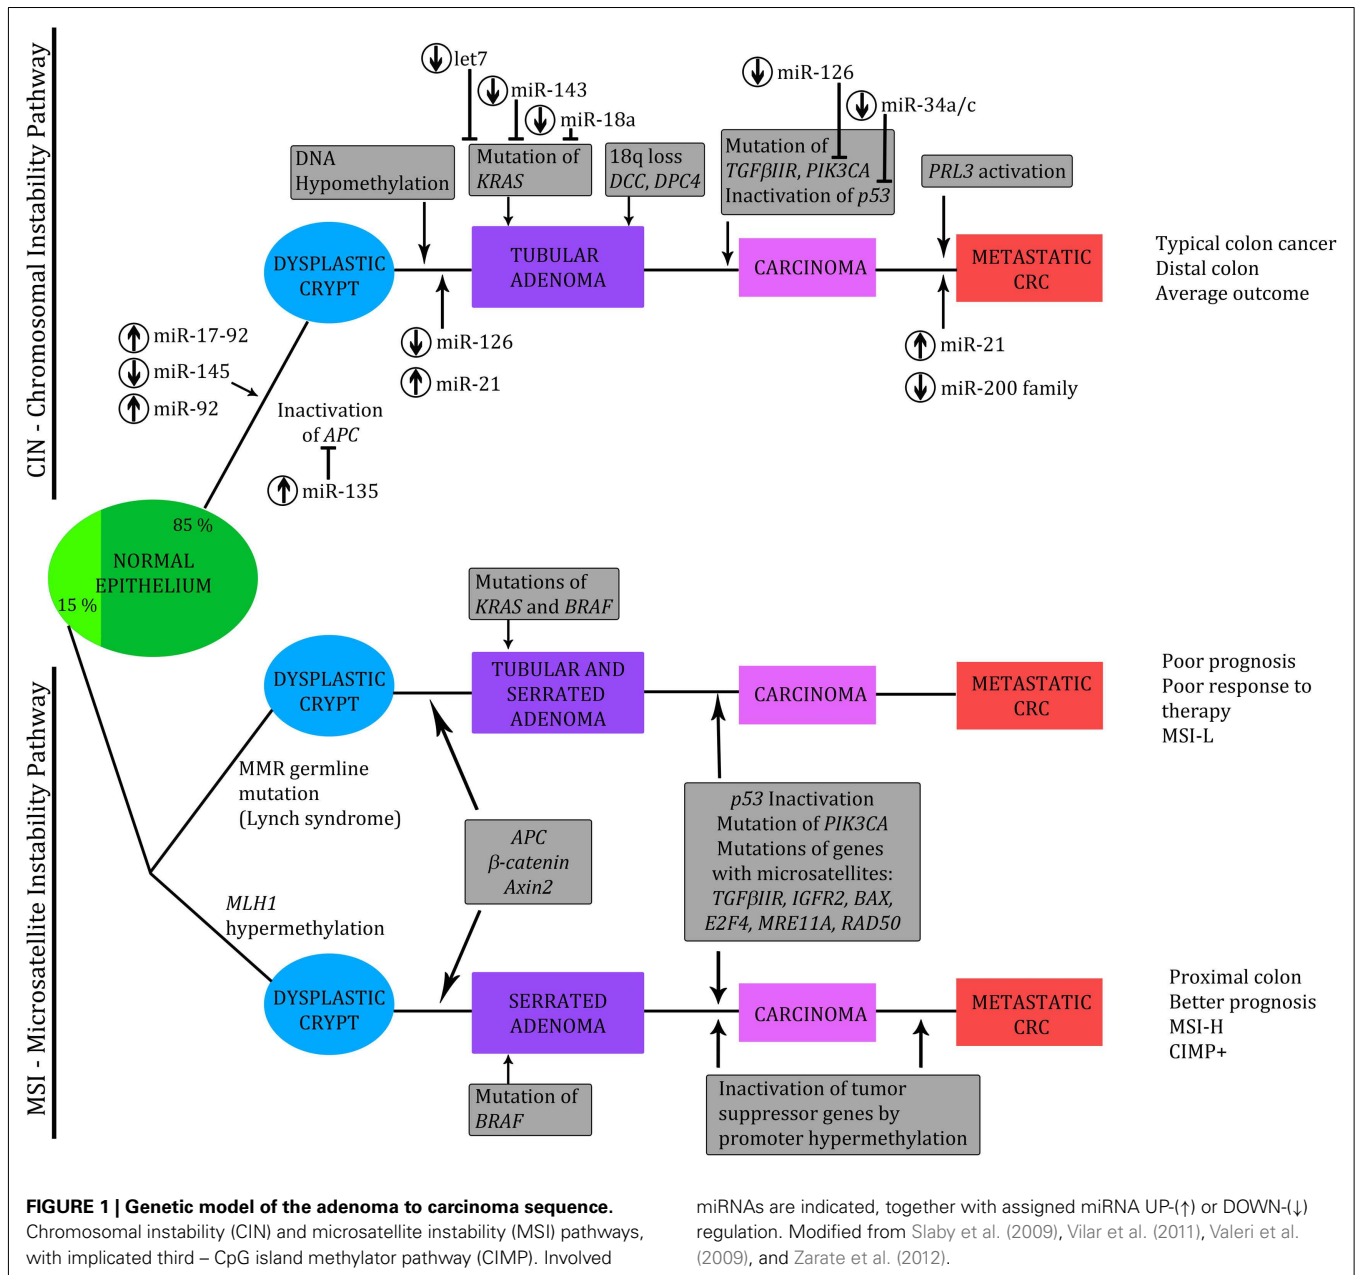 CIN - Chromosomal Instability Pathway
let7
miR-143
miR-18a
miR-126
miR-34a/c
DNA
Hypomethylation
Mutation of
KRAS
18q loss
DCC, DPC4
Mutation of
TGFβIIR, PIK3CA
Inactivation of p53
PRL3 activation
DYSPLASTIC
CRYPT
TUBULAR
ADENOMA
CARCINOMA
METASTATIC
CRC
Typical colon cancer
Distal colon
Average outcome
miR-17-92
miR-145
miR-92
miR-126
miR-21
miR-21
miR-200 family
Inactivation
of APC
miR-135
85 %
NORMAL
EPITHELIUM
15 %
MSI - Microsatellite Instability Pathway
Mutations of
KRAS and BRAF
DYSPLASTIC
CRYPT
TUBULAR AND
SERRATED
ADENOMA
CARCINOMA
METASTATIC
CRC
Poor prognosis
Poor response to
therapy
MSI-L
MMR germline
mutation
(Lynch syndrome)
APC
β-catenin
Axin2
p53 Inactivation
Mutation of PIK3CA
Mutations of genes
with microsatellites:
TGFβIIR, IGFR2, BAX,
E2F4, MRE11A, RAD50
MLH1
hypermethylation
DYSPLASTIC
CRYPT
SERRATED
ADENOMA
CARCINOMA
METASTATIC
CRC
Proximal colon
Better prognosis
MSI-H
CIMP+
Mutation of
BRAF
Inactivation of tumor
suppressor genes by
promoter hypermethylation
FIGURE 1 | Genetic model of the adenoma to carcinoma sequence.
Chromosomal instability (CIN) and microsatellite instability (MSI) pathways,
with implicated third – CpG island methylator pathway (CIMP). Involved
miRNAs are indicated, together with assigned miRNA UP-(↑) or DOWN-(↓)
regulation. Modified from Slaby et al. (2009), Vilar et al. (2011), Valeri et al.
(2009), and Zarate et al. (2012).